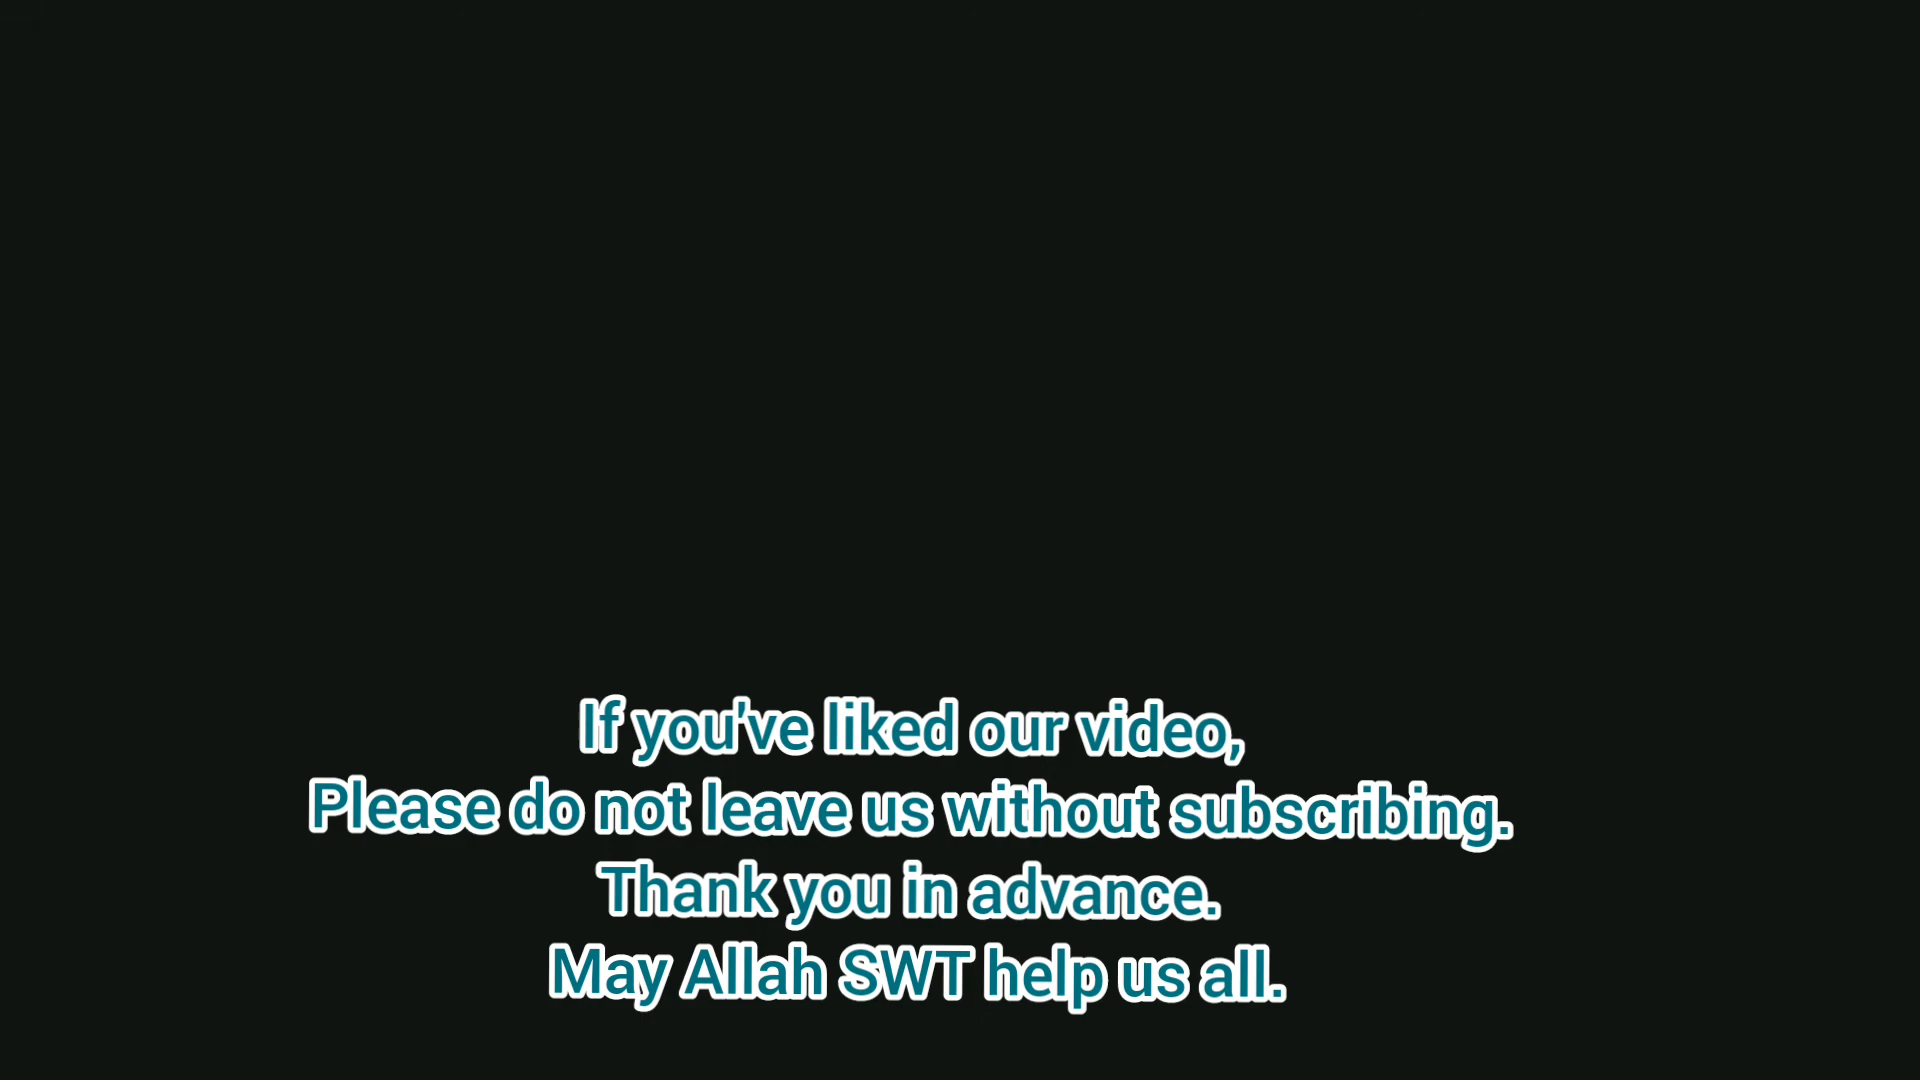 If you've liked our video,
Please do not leave us without subscribing.
Thank you in advance.
May Allah SWT help us all.